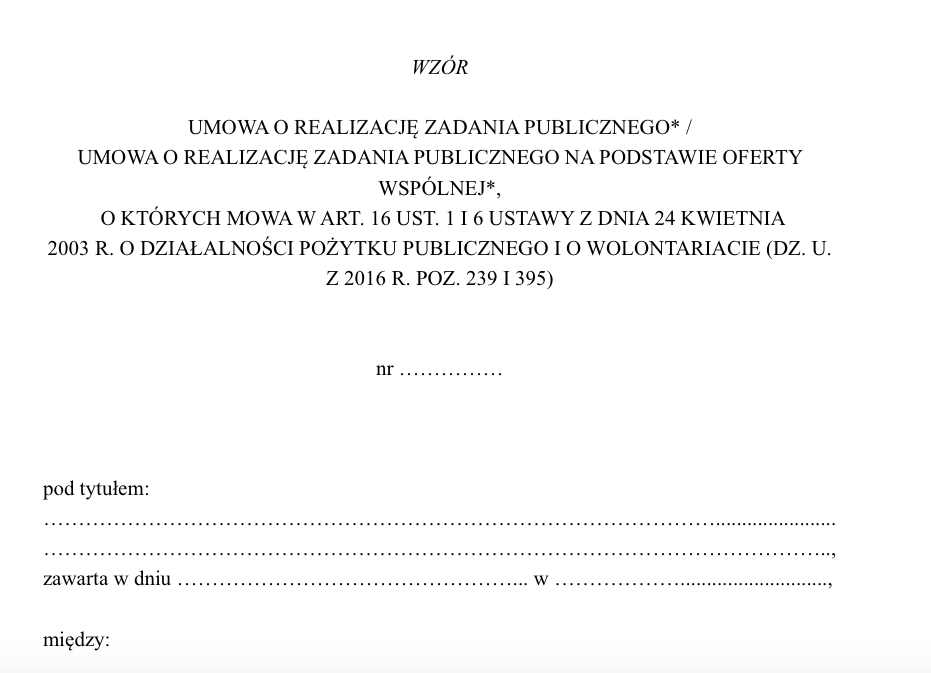 WZÓR
UMOWA O REALIZACJĘ ZADANIA PUBLICZNEGO* /
UMOWA O REALIZACJĘ ZADANIA PUBLICZNEGO NA PODSTAWIE OFERTY
WSPÓLNEJ*,
O KTÓRYCH MOWA W ART. 16 UST. 1 I 6 USTAWY Z DNIA 24 KWIETNIA
2003 R. O DZIAŁALNOŚCI POŻYTKU PUBLICZNEGO I O WOLONTARIACIE (DZ. U.
Z 2016 R. POZ. 239 I 395)
nr ……………
pod tytułem:
…………………………………………………………………………………….......................
…………………………………………………………………………………………………..,
zawarta w dniu …………………………………………... w ………………............................,
między: